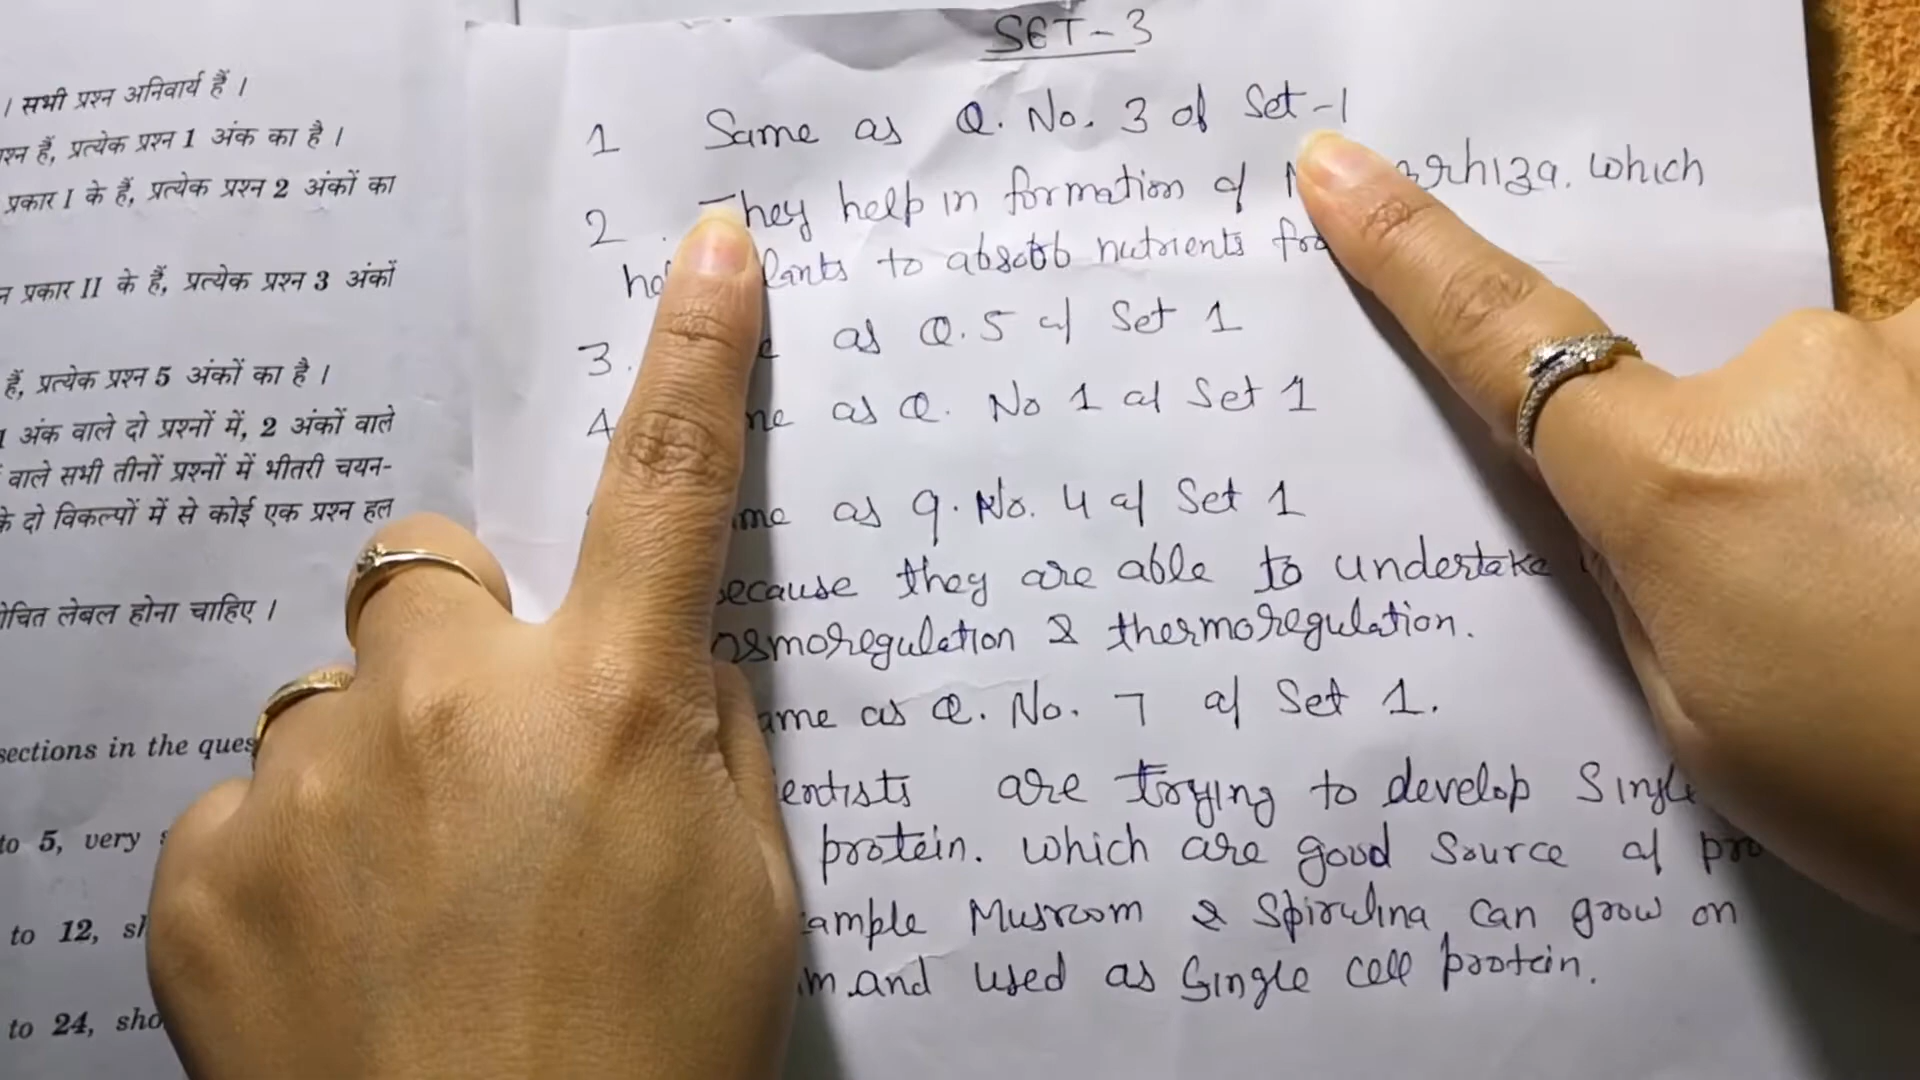 । सभी प्रश्न अनिवार्य हैं ।
प्रश्न हैं, प्रत्येक प्रश्न 1 अंक का है ।
प्रकार I के हैं, प्रत्येक प्रश्न 2 अंकों का
प्रकार II के हैं, प्रत्येक प्रश्न 3 अंकों
हैं, प्रत्येक प्रश्न 5 अंकों का है ।
1 अंक वाले दो प्रश्नों में, 2 अंकों वाले
वाले सभी तीनों प्रश्नों में भीतरी चयन-
के दो विकल्पों में से कोई एक प्रश्न हल
लेबल होना चाहिए ।
sections in the ques
to 5, very
to 12, sh
to 24, sho
SET-3
1 Same as Q. No. 3 of Set-1
2. They help in formation of which
plants to absorb nutrients
3. as Q.5 of Set 1
4 as Q. No 1 of Set 1
as q. No. 4 of Set 1
because they are able to undertake
osmoregulation & thermoregulation.
Same as Q. No. 7 of Set 1.
are trying to develop Single
protein. which are good source of
Musroom & Spirulina can grow on
and used as Single cell protein.